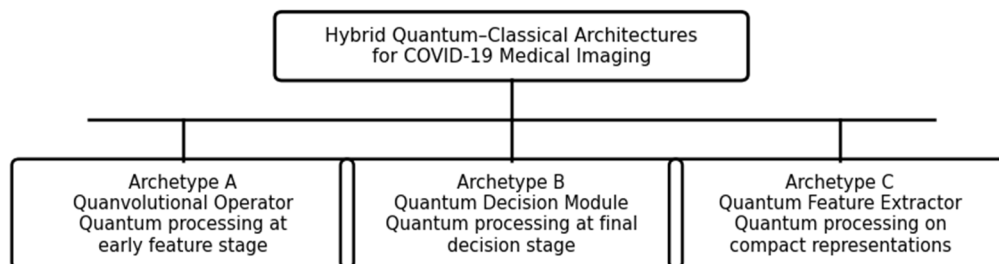 Hybrid Quantum–Classical Architectures
for COVID-19 Medical Imaging
Archetype A
Quanvolutional Operator
Quantum processing at
early feature stage
Archetype B
Quantum Decision Module
Quantum processing at final
decision stage
Archetype C
Quantum Feature Extractor
Quantum processing on
compact representations